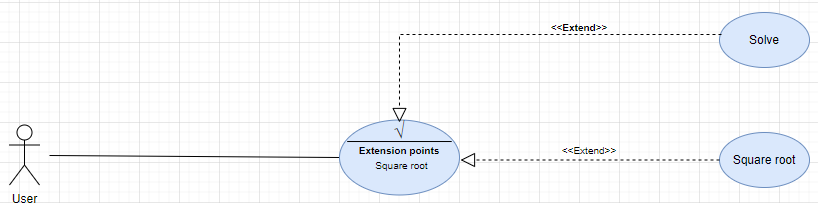 <<Extend>>
Solve
√
Extension points
Square root
<<Extend>>
Square root
User